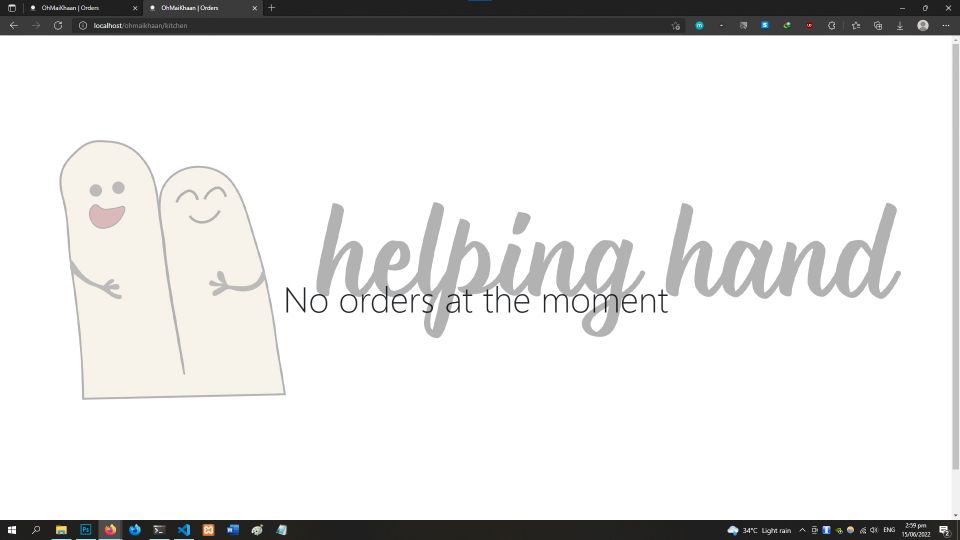 OhMaiKhaan | Orders
OhMaiKhaan | Orders
localhost/ohmaikhaan/kitchen
helping hand
No orders at the moment
34°C Light rain
ENG
2:59 pm
15/06/2022